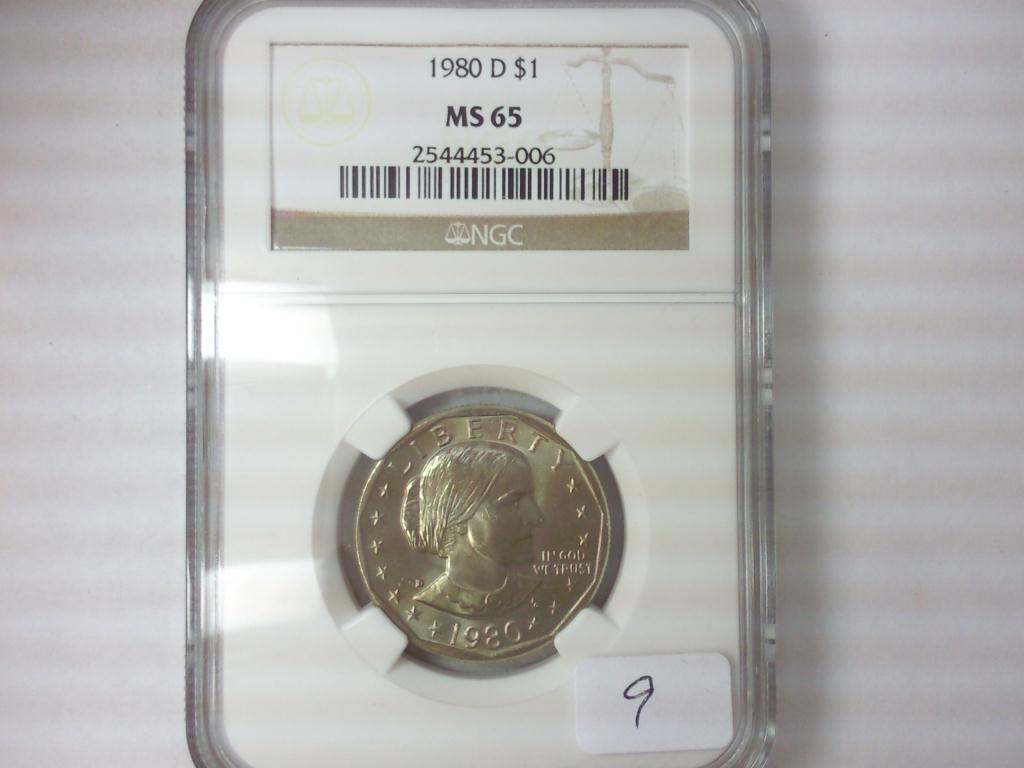 1980 D $1
MS 65
2544453-006
NGC
LIBERTY
IN GOD
WE TRUST
D
1980
9